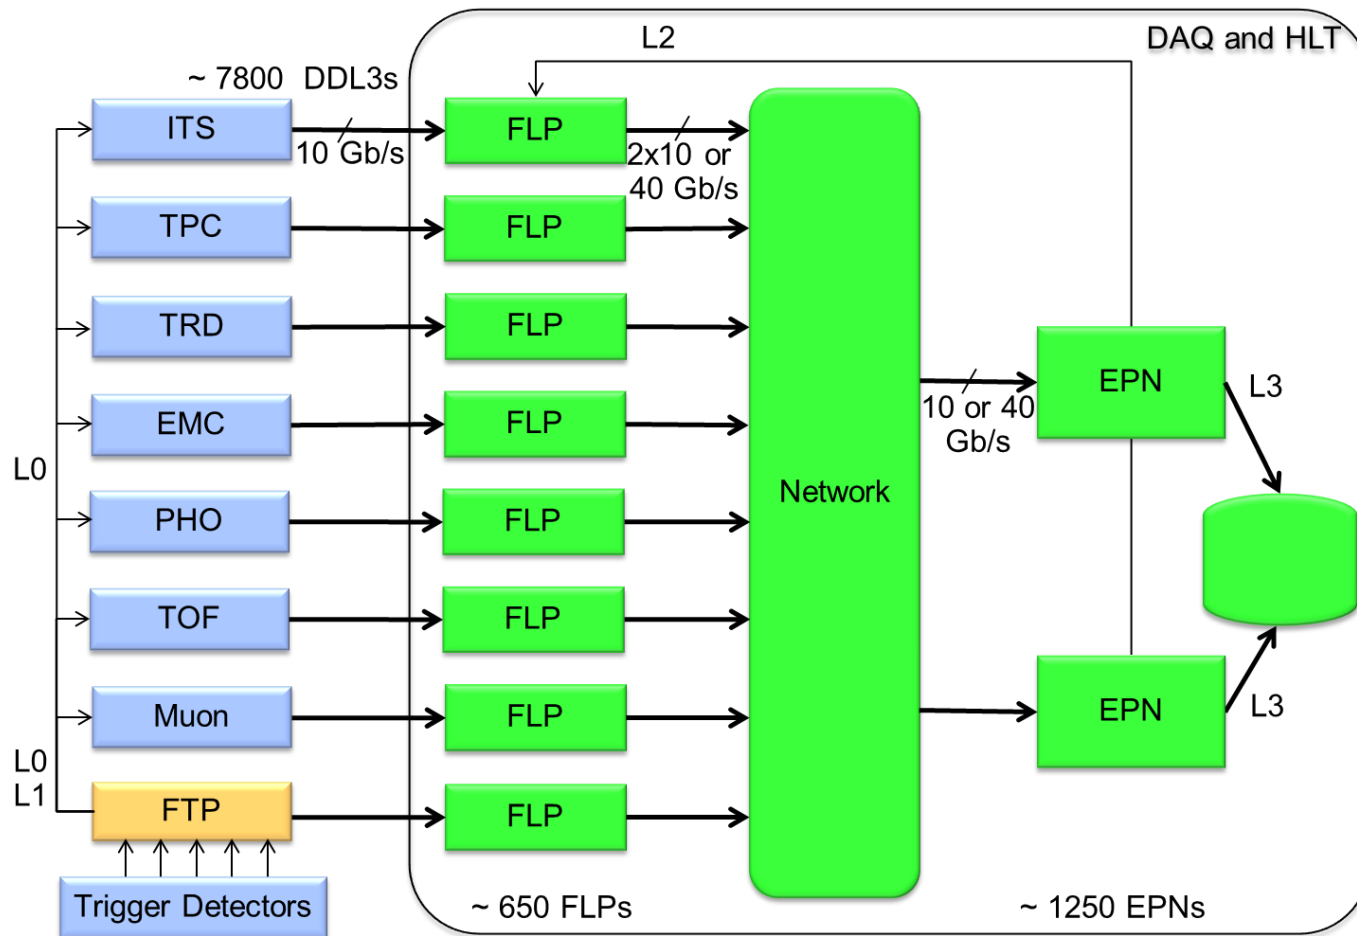 L2
DAQ and HLT
~ 7800 DDL3s
ITS
10 Gb/s
FLP
2x10 or
40 Gb/s
TPC
FLP
TRD
FLP
EPN
L3
10 or 40
Gb/s
EMC
FLP
L0
Network
PHO
FLP
TOF
FLP
Muon
FLP
EPN
L3
L0
L1
FTP
FLP
Trigger Detectors
~ 650 FLPs
~ 1250 EPNs